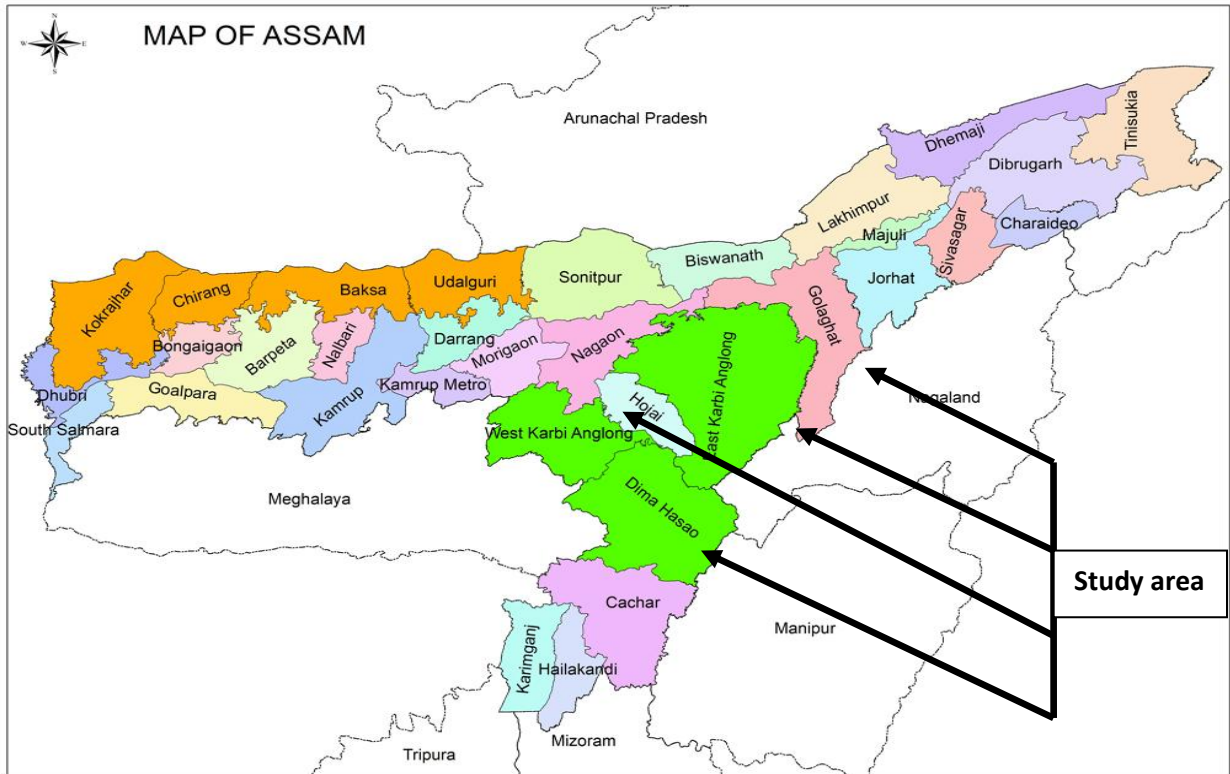 N
W
E
S
MAP OF ASSAM
Arunachal Pradesh
Dhemaji
Tinisukia
Dibrugarh
Lakhimpur
Charaideo
Majuli
Sivasagar
Biswanath
Jorhat
Sonitpur
Udalguri
Baksa
Chirang
Kokrajhar
Golaghat
Darrang
Nalbari
Bongaigaon
Barpeta
Morigaon
Nagaon
Kamrup Metro
Dhubri
Goalpara
Kamrup
Hojai
East Karbi Anglong
Nagaland
South Salmara
West Karbi Anglong
Meghalaya
Dima Hasao
Study area
Cachar
Manipur
Karimganj
Hailakandi
Mizoram
Tripura